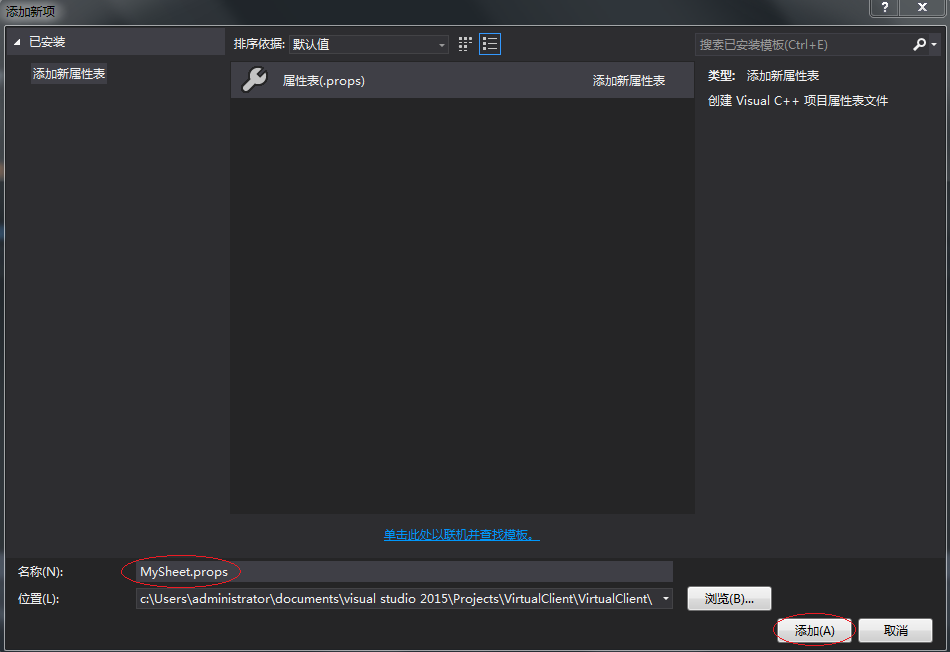 添加新项
已安装
添加新属性表
排序依据: 默认值
搜索已安装模板(Ctrl+E)
属性表(.props) 添加新属性表
类型: 添加新属性表
创建 Visual C++ 项目属性表文件
单击此处以联机并查找模板。
名称(N): MySheet.props
位置(L): c:\Users\administrator\documents\visual studio 2015\Projects\VirtualClient\VirtualClient\
浏览(B)...
添加(A) 取消